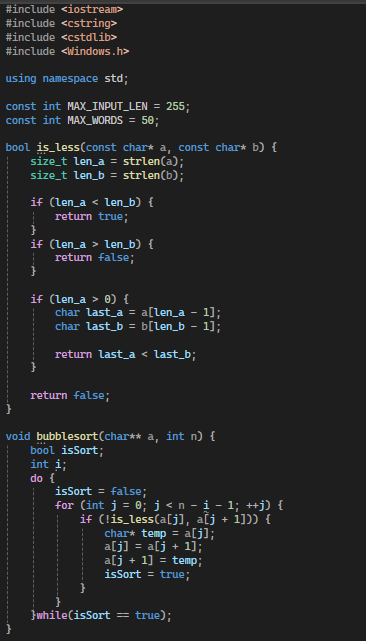 #include <iostream>
#include <cstring>
#include <cstdlib>
#include <Windows.h>
using namespace std;
const int MAX_INPUT_LEN = 255;
const int MAX_WORDS = 50;
bool is_less(const char* a, const char* b) {
size_t len_a = strlen(a);
size_t len_b = strlen(b);
if (len_a < len_b) {
return true;
}
if (len_a > len_b) {
return false;
}
if (len_a > 0) {
char last_a = a[len_a - 1];
char last_b = b[len_b - 1];
return last_a < last_b;
}
return false;
}
void bubblesort(char** a, int n) {
bool isSort;
int i;
do {
isSort = false;
for (int j = 0; j < n - i - 1; ++j) {
if (!is_less(a[j], a[j + 1])) {
char* temp = a[j];
a[j] = a[j + 1];
a[j + 1] = temp;
isSort = true;
}
}
}while(isSort == true);
}